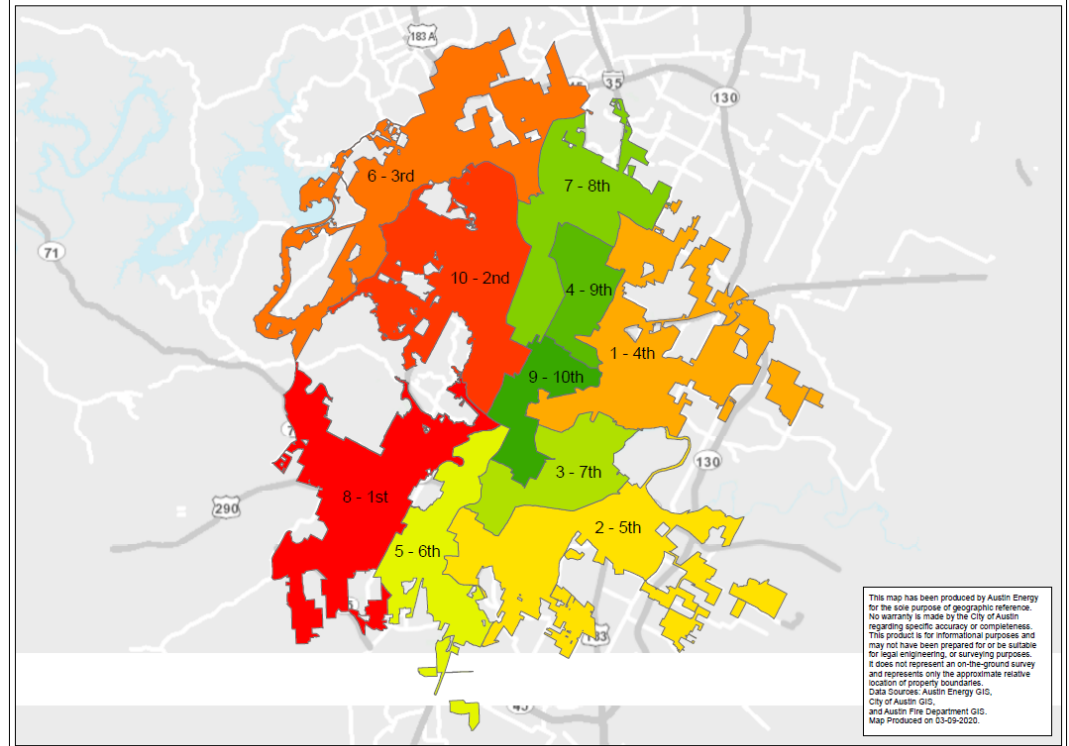 183 A
35
130
6 - 3rd
7 - 8th
71
10 - 2nd
4 - 9th
1 - 4th
9 - 10th
3 - 7th
130
8 - 1st
290
2 - 5th
5 - 6th
This map has been produced by Austin Energy
for the sole purpose of geographic reference.
No warranty is made by the City of Austin
regarding specific accuracy or completeness.
This product is for informational purposes and
may not have been prepared for or be suitable
for legal engineering, or surveying purposes.
It does not represent an on-the-ground survey
and represents only the approximate relative
location of property boundaries.
Data Sources: Austin Energy GIS,
City of Austin GIS,
and Austin Fire Department GIS.
Map Produced on 03-09-2020.